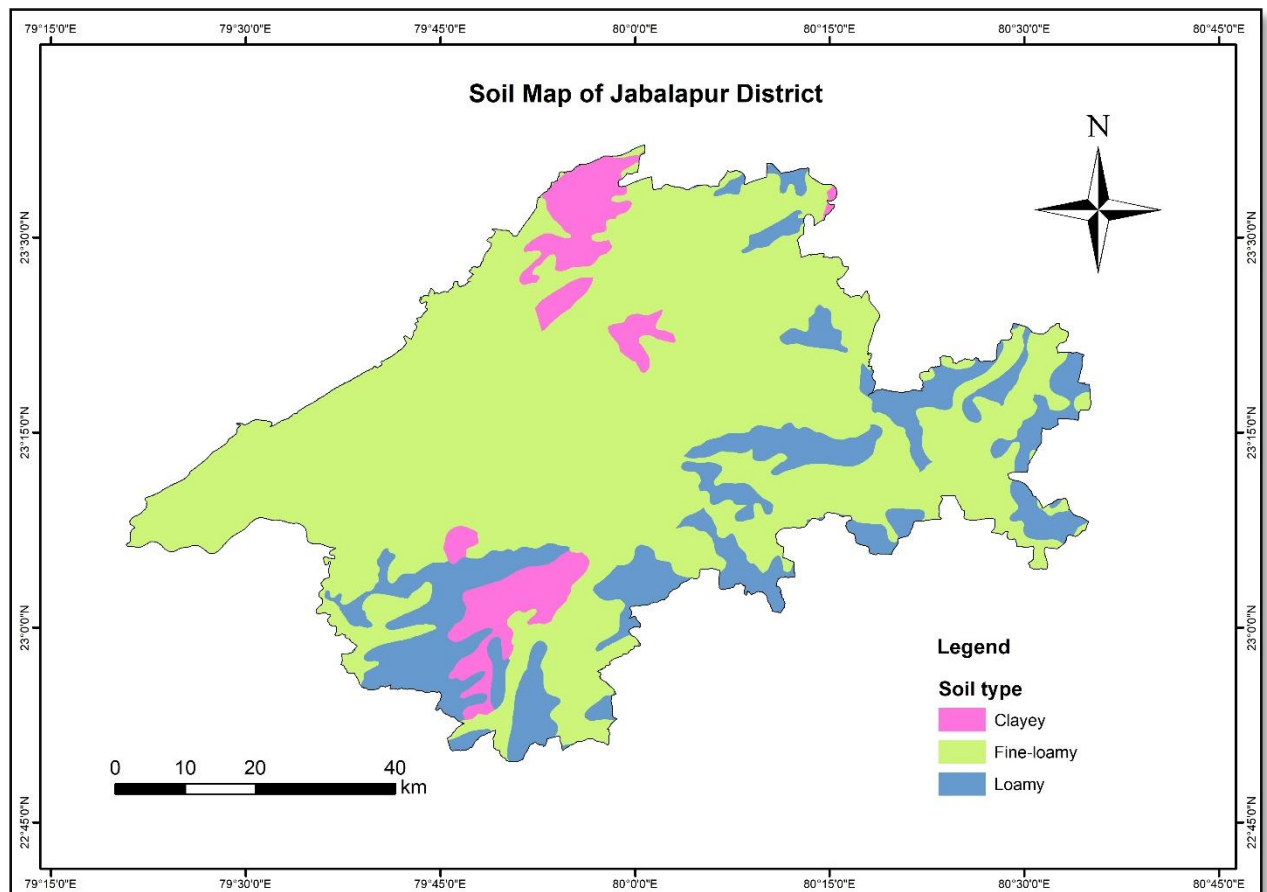 79°15'0"E 79°30'0"E 79°45'0"E 80°0'0"E 80°15'0"E 80°30'0"E 80°45'0"E
Soil Map of Jabalapur District
N
23°30'0"N 23°30'0"N
23°15'0"N 23°15'0"N
23°0'0"N 23°0'0"N
Legend
Soil type
Clayey
Fine-loamy
Loamy
0 10 20 40
km
22°45'0"N 22°45'0"N
79°15'0"E 79°30'0"E 79°45'0"E 80°0'0"E 80°15'0"E 80°30'0"E 80°45'0"E